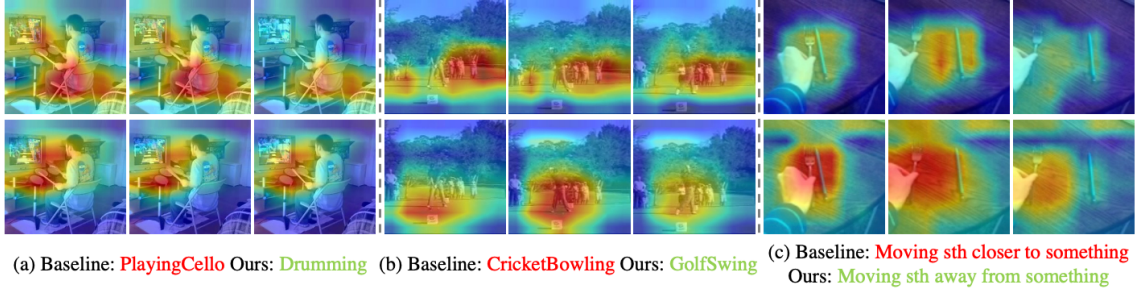 (a) Baseline: PlayingCello Ours: Drumming
(b) Baseline: CricketBowling Ours: GolfSwing
(c) Baseline: Moving sth closer to something
Ours: Moving sth away from something